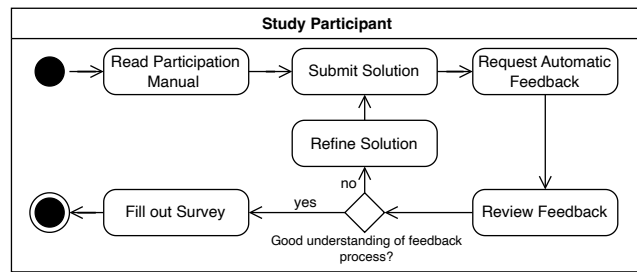 Study Participant
Read Participation
Manual
Submit Solution
Request Automatic
Feedback
Refine Solution
no
Fill out Survey
yes
Review Feedback
Good understanding of feedback
process?